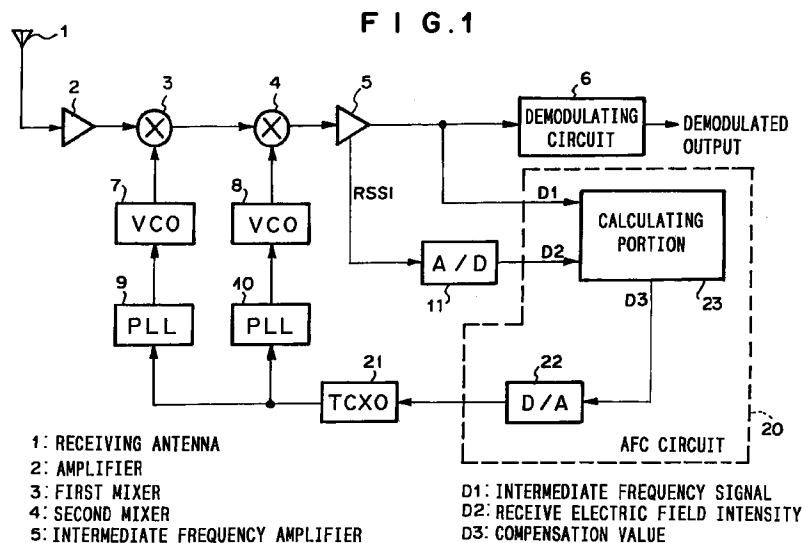 FIG.1
1
2
3
4
5
6
DEMODULATING
CIRCUIT
DEMODULATED
OUTPUT
7
VCO
8
VCO
RSSI
D1
CALCULATING
PORTION
A/D
11
D2
23
9
PLL
10
PLL
D3
21
TCXO
22
D/A
20
AFC CIRCUIT
1: RECEIVING ANTENNA
2: AMPLIFIER
3: FIRST MIXER
4: SECOND MIXER
5: INTERMEDIATE FREQUENCY AMPLIFIER
D1: INTERMEDIATE FREQUENCY SIGNAL
D2: RECEIVE ELECTRIC FIELD INTENSITY
D3: COMPENSATION VALUE